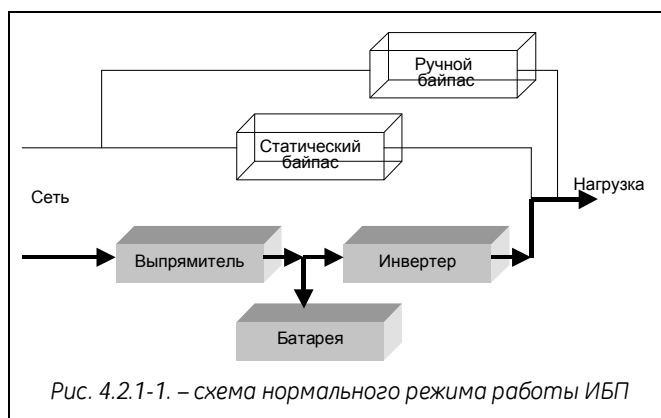 Ручной
байпас
Статический
байпас
Сеть
Нагрузка
Выпрямитель
Инвертер
Батарея
Рис. 4.2.1-1. – схема нормального режима работы ИБП